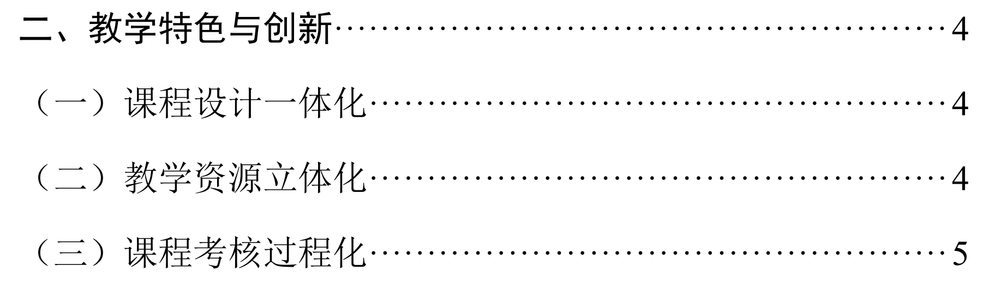 二、教学特色与创新·····················································4
（一）课程设计一体化··················································4
（二）教学资源立体化··················································4
（三）课程考核过程化··················································5